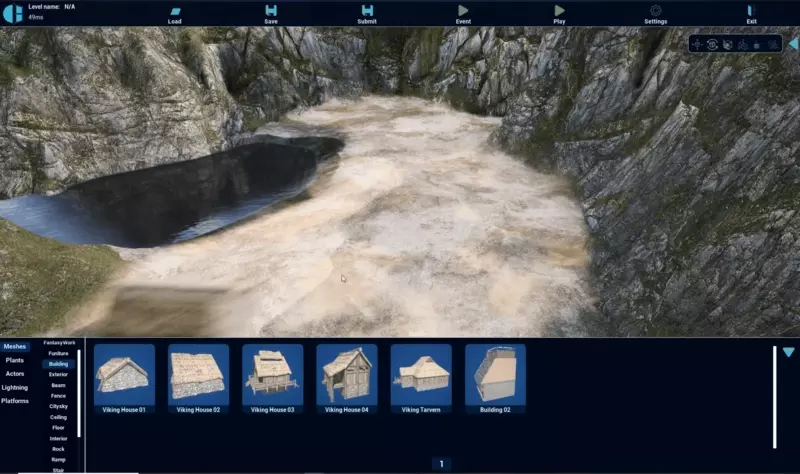 Level name: N/A
49ms
Load
Save
Submit
Event
Play
Settings
Exit
Meshes
Plants
Actors
Lightning
Platforms
FantasyWork
Funiture
Building
Exterior
Beam
Fence
Citysky
Ceiling
Floor
Interior
Rock
Ramp
Stair
Viking House 01
Viking House 02
Viking House 03
Viking House 04
Viking Tarvern
Building 02
1